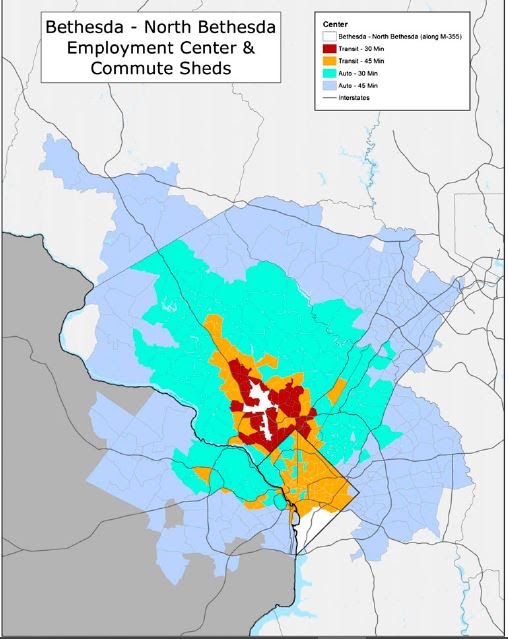 Bethesda - North Bethesda
Employment Center &
Commute Sheds
Center
Bethesda - North Bethesda (along M-355)
Transit - 30 Min
Transit - 45 Min
Auto - 30 Min
Auto - 45 Min
Interstates